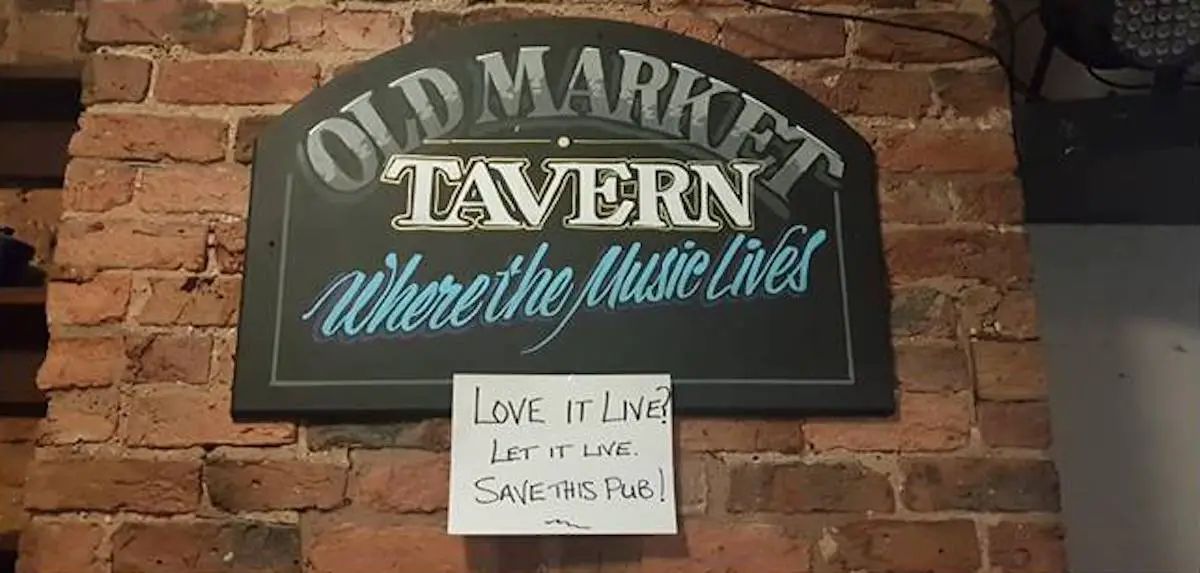 OLD MARKET
TAVERN
Where the Music Lives
LOVE IT LIVE?
LET IT LIVE.
SAVE THIS PUB!